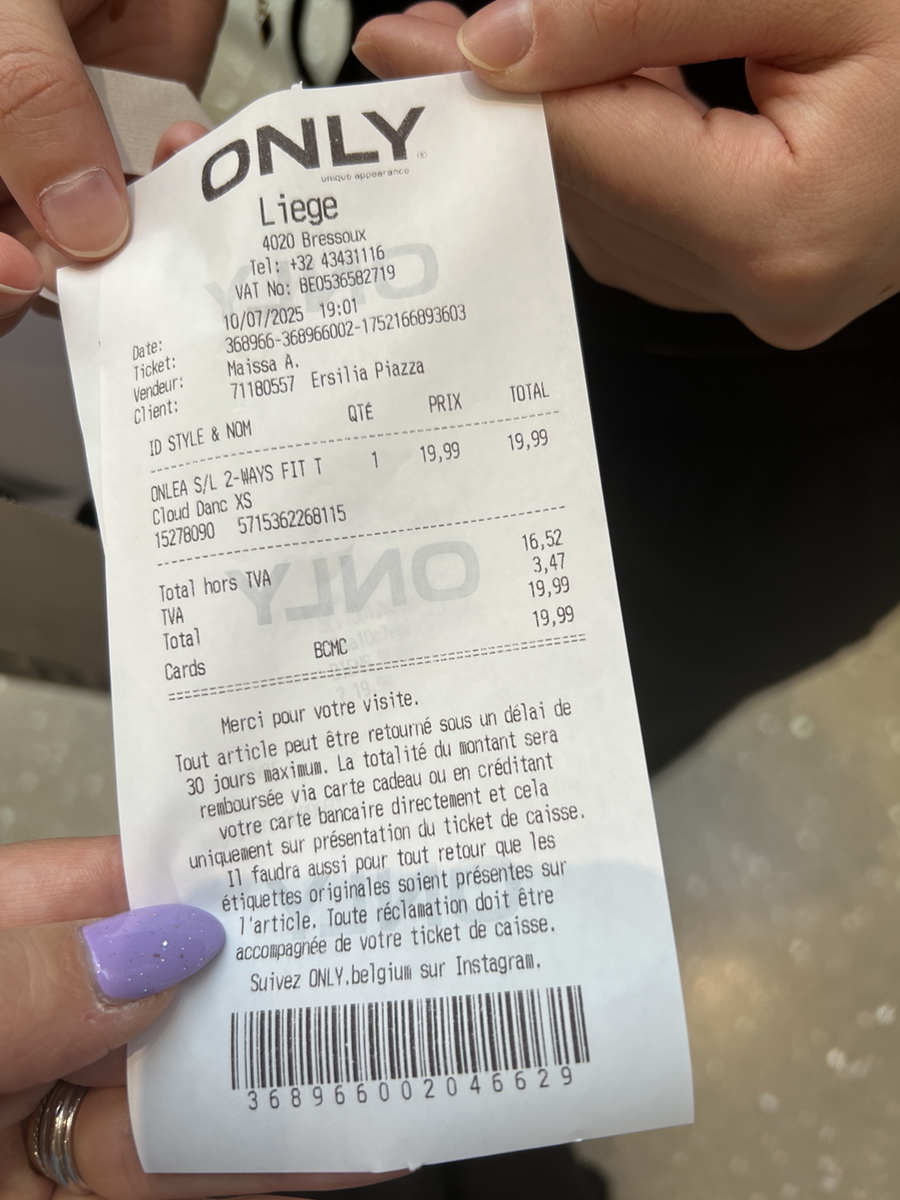 ONLY
unique appearance
Liege
4020 Bressoux
Tel: +32 43431116
VAT No: BE0536582719
Date: 10/07/2025 19:01
Ticket: 368966-368966002-1752166893603
Vendeur: Maissa A.
Client: 71180557 Ersilia Piazza
ID STYLE & NOM QTÉ PRIX TOTAL
ONLEA S/L 2-WAYS FIT T 1 19,99 19,99
Cloud Danc XS
15278090 5715362268115
Total hors TVA 16,52
TVA 3,47
Total 19,99
Cards BCMC 19,99
Merci pour votre visite.
Tout article peut être retourné sous un délai de
30 jours maximum. La totalité du montant sera
remboursée via carte cadeau ou en créditant
votre carte bancaire directement et cela
uniquement sur présentation du ticket de caisse.
Il faudra aussi pour tout retour que les
étiquettes originales soient présentes sur
l'article. Toute réclamation doit être
accompagnée de votre ticket de caisse.
Suivez ONLY.belgium sur Instagram.
368966002046629